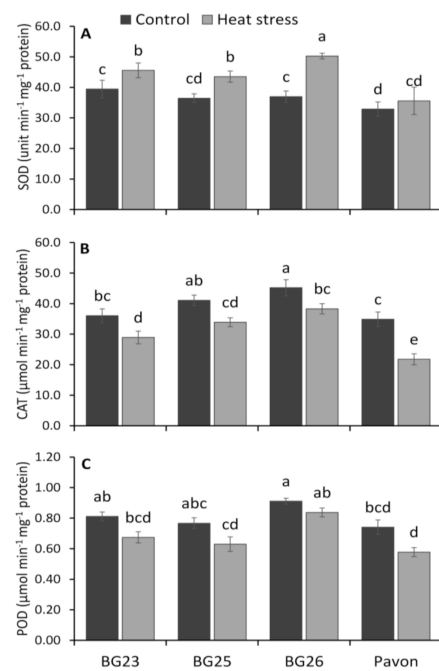 Control Heat stress
A
SOD (unit min⁻¹ mg⁻¹ protein)
60.0
50.0
40.0
30.0
20.0
10.0
0.0
c b cd b c a d cd
B
CAT (µmol min⁻¹ mg⁻¹ protein)
60.0
50.0
40.0
30.0
20.0
10.0
0.0
bc d ab cd a bc c e
C
POD (µmol min⁻¹ mg⁻¹ protein)
1.20
1.00
0.80
0.60
0.40
0.20
0.00
ab bcd abc cd a ab bcd d
BG23 BG25 BG26 Pavon